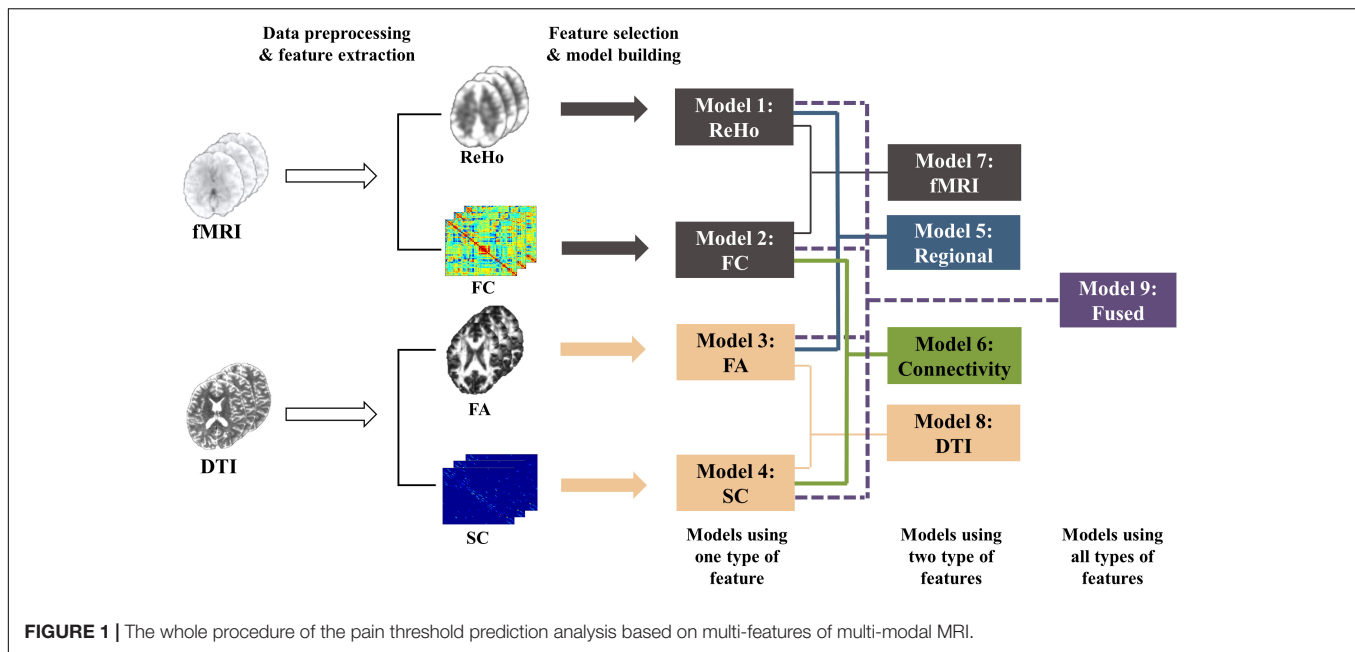 Data preprocessing
& feature extraction
Feature selection
& model building
fMRI
ReHo
FC
DTI
FA
SC
Model 1:
ReHo
Model 2:
FC
Model 3:
FA
Model 4:
SC
Model 7:
fMRI
Model 5:
Regional
Model 6:
Connectivity
Model 8:
DTI
Model 9:
Fused
Models using
one type of
feature
Models using
two type of
features
Models using
all types of
features
FIGURE 1 | The whole procedure of the pain threshold prediction analysis based on multi-features of multi-modal MRI.